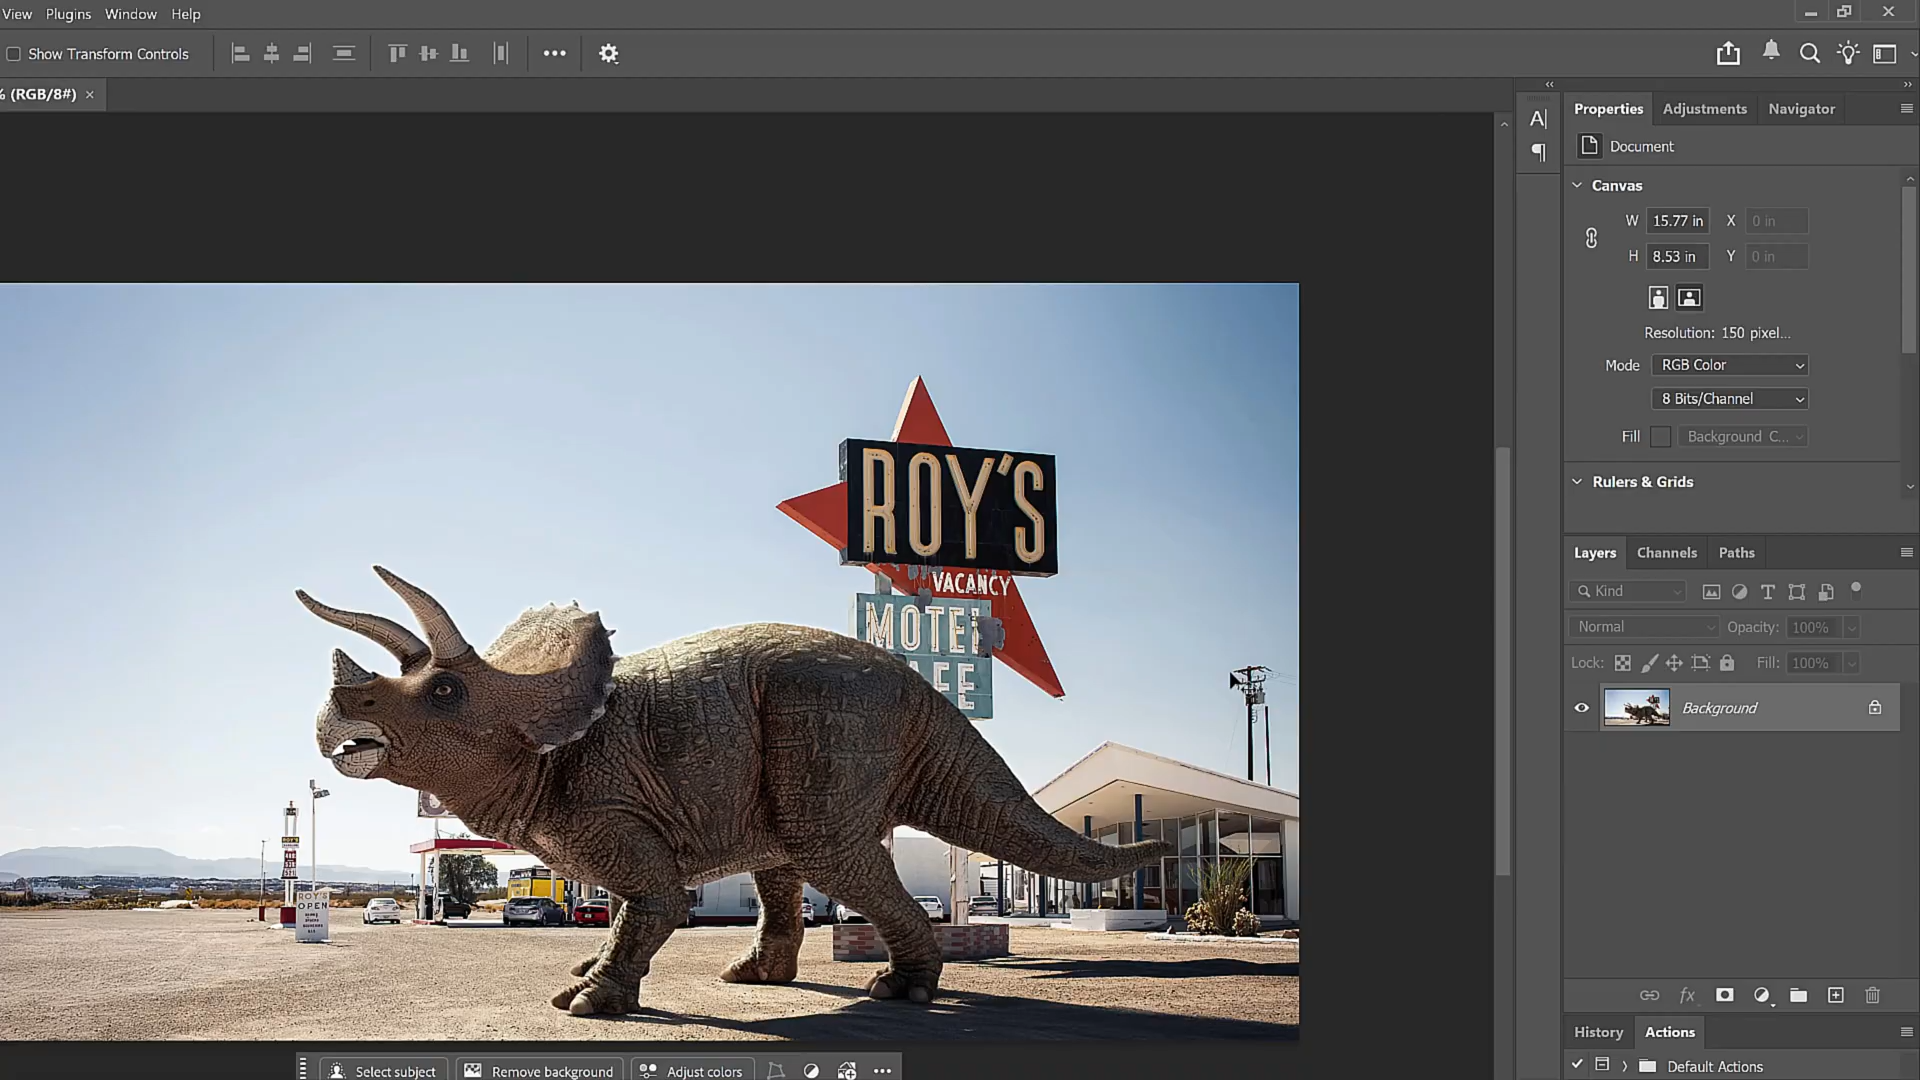 View Plugins Window Help
Show Transform Controls
% (RGB/8#) ×
Properties Adjustments Navigator
Document
Canvas
W 15.77 in X 0 in
H 8.53 in Y 0 in
Resolution: 150 pixel...
Mode RGB Color
8 Bits/Channel
Fill Background C...
Rulers & Grids
Layers Channels Paths
Kind
Normal Opacity: 100%
Lock: Fill: 100%
Background
ROY'S
VACANCY
MOTEL
AFE
ROY'S
OPEN
Select subject Remove background Adjust colors
History Actions
Default Actions